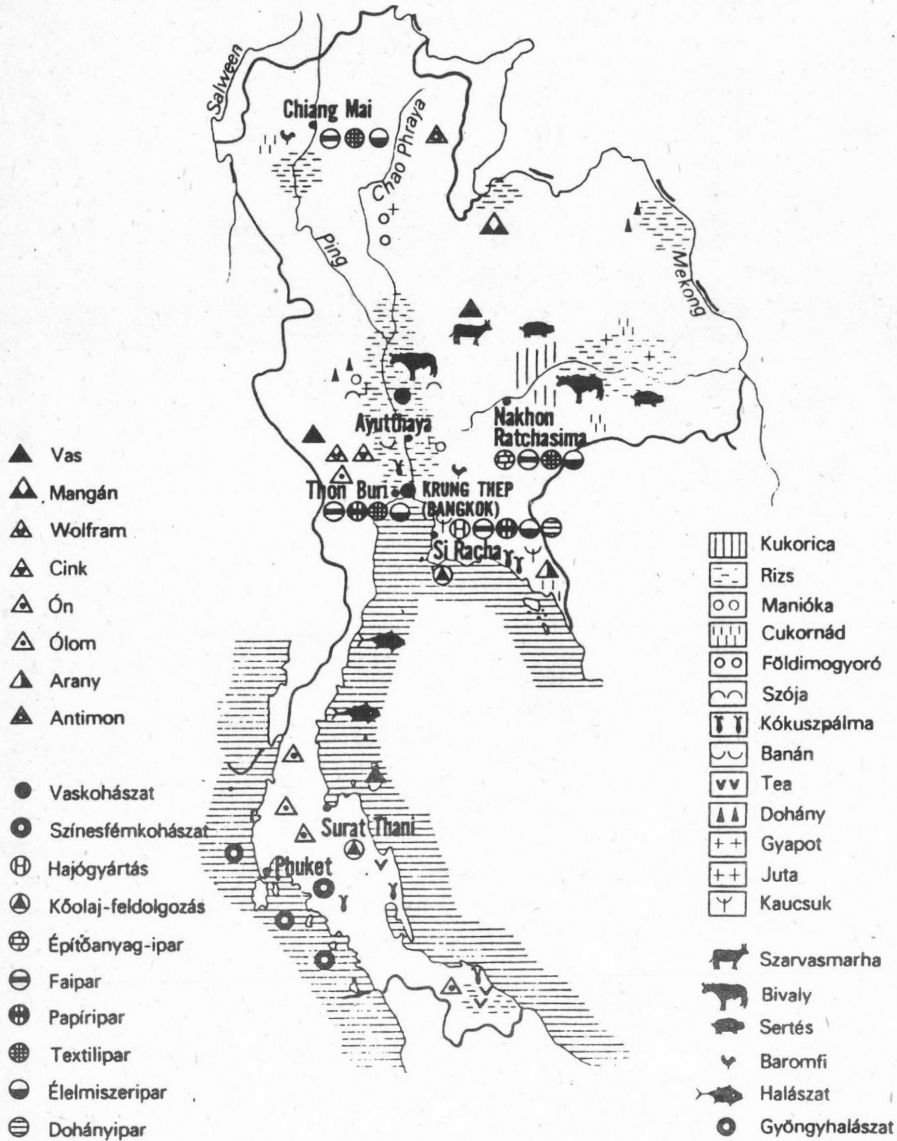 Salween
Chiang Mai
Chao Phraya
Ping
Mekong
Ayutthaya
Nakhon
Ratchasima
Thon Buri
KRUNG THEP
(BANGKOK)
Si Racha
Surat Thani
Phuket
Vas
Mangán
Wolfram
Cink
Ón
Ólom
Arany
Antimon
Vaskohászat
Színesfémkohászat
Hajógyártás
Kőolaj-feldolgozás
Építőanyag-ipar
Faipar
Papíripar
Textilipar
Élelmiszeripar
Dohányipar
Kukorica
Rizs
Manióka
Cukornád
Földimogyoró
Szója
Kókuszpálma
Banán
Tea
Dohány
Gyapot
Juta
Kaucsuk
Szarvasmarha
Bivaly
Sertés
Baromfi
Halászat
Gyöngyhalászat